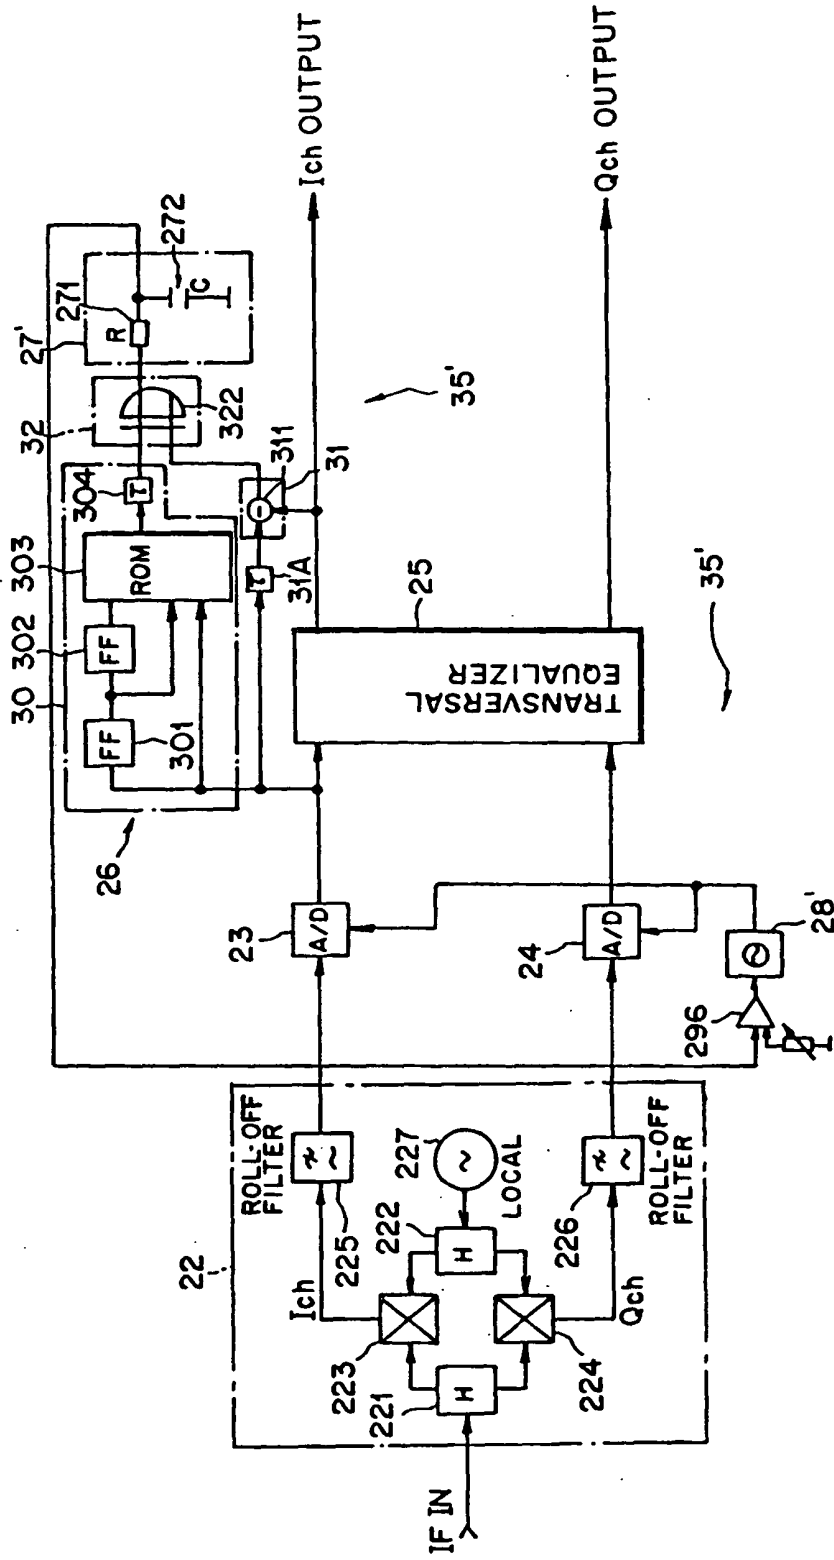 IF IN
22
221
H
222
H
223
224
Ich
Qch
227
~
LOCAL
225
ROLL-OFF
FILTER
226
ROLL-OFF
FILTER
23
A/D
24
A/D
296
28'
26
30
301
FF
302
FF
303
ROM
304
τ
31A
τ
31
311
−
32
322
27'
271
R
272
C
25
TRANSVERSAL
EQUALIZER
35'
35'
Ich OUTPUT
Qch OUTPUT